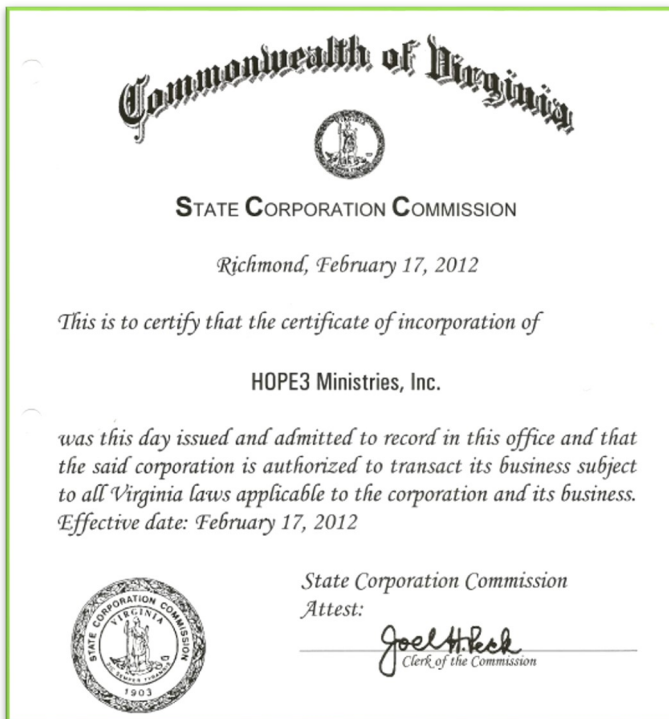 Commonwealth of Virginia
STATE CORPORATION COMMISSION
Richmond, February 17, 2012
This is to certify that the certificate of incorporation of
HOPE3 Ministries, Inc.
was this day issued and admitted to record in this office and that
the said corporation is authorized to transact its business subject
to all Virginia laws applicable to the corporation and its business.
Effective date: February 17, 2012
STATE CORPORATION COMMISSION
VIRGINIA
SIC SEMPER TYRANNIS
1903
State Corporation Commission
Attest:
Joel H. Peck
Clerk of the Commission